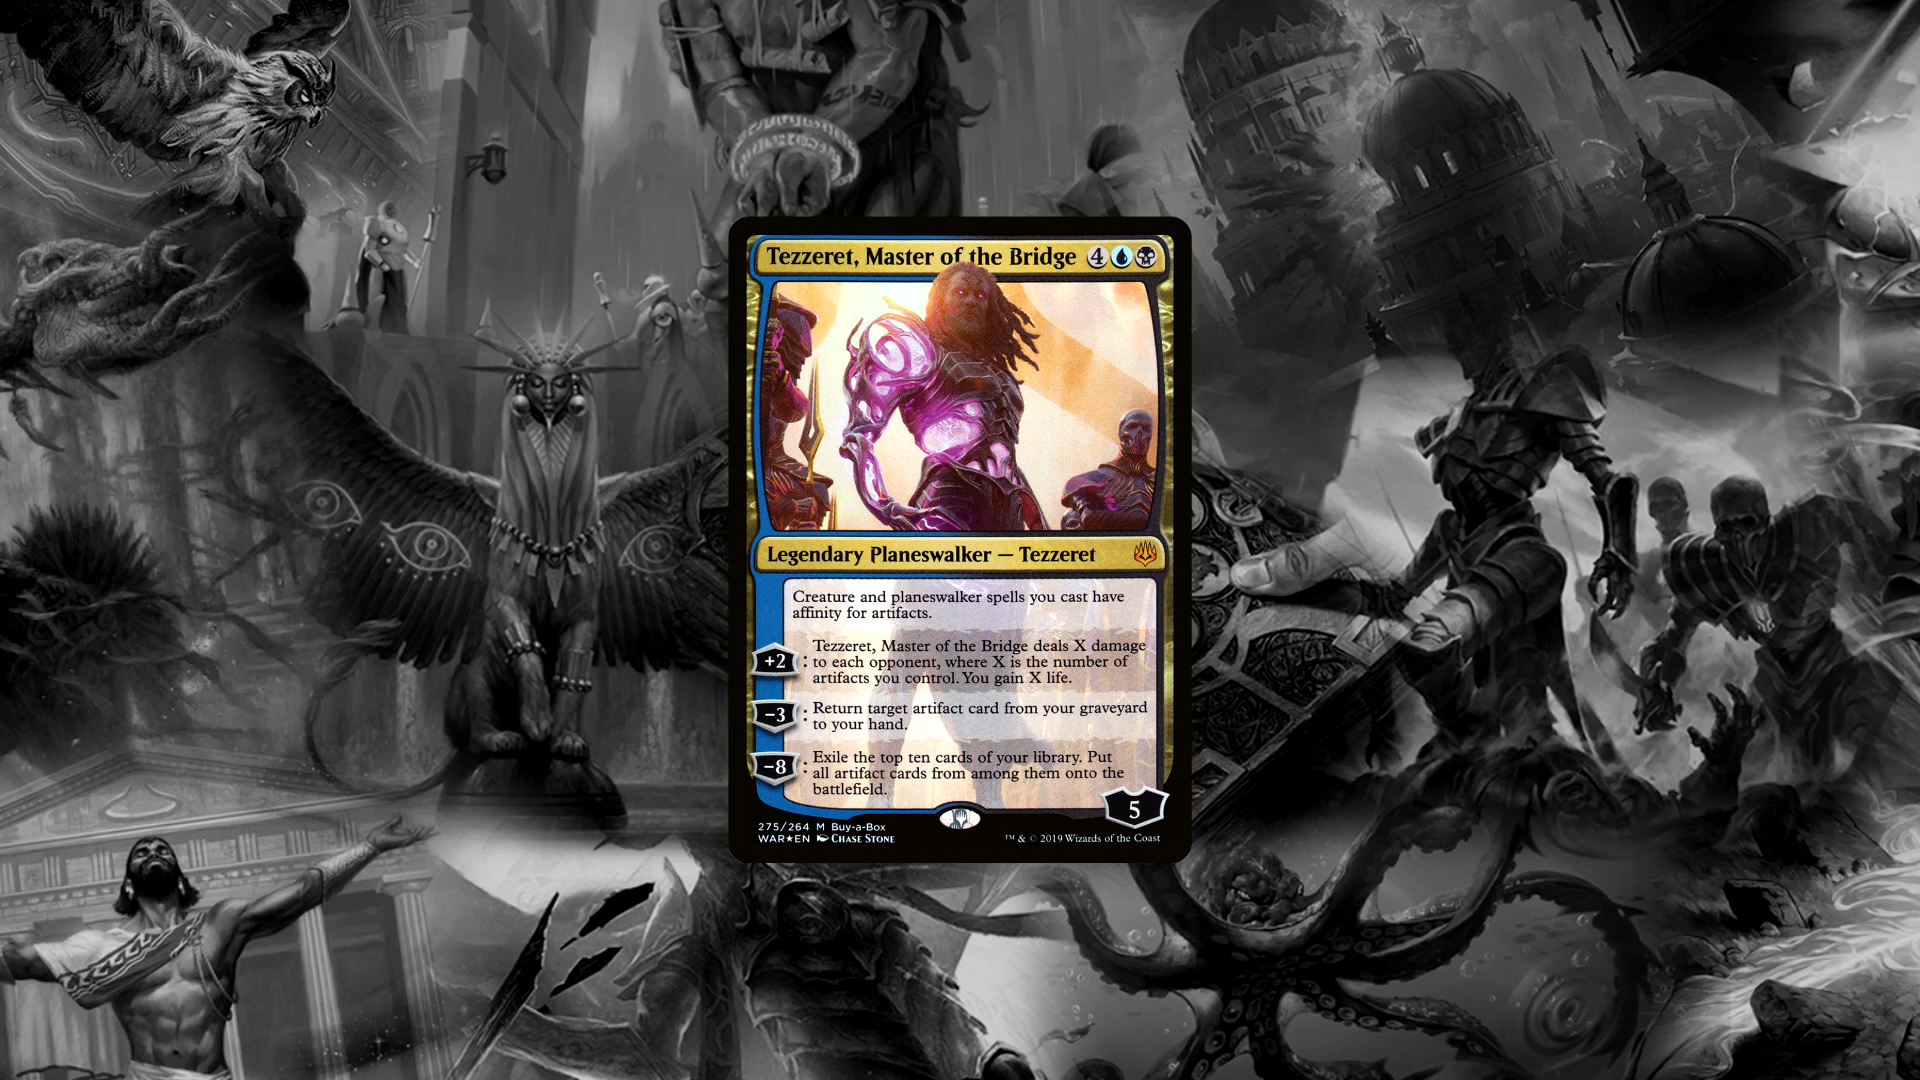 Tezzeret, Master of the Bridge 4
Legendary Planeswalker — Tezzeret
Creature and planeswalker spells you cast have
affinity for artifacts.
+2 : Tezzeret, Master of the Bridge deals X damage
to each opponent, where X is the number of
artifacts you control. You gain X life.
−3 : Return target artifact card from your graveyard
to your hand.
−8 : Exile the top ten cards of your library. Put
all artifact cards from among them onto the
battlefield.
5
275/264 M Buy-a-Box
WAR★EN Chase Stone
™ & © 2019 Wizards of the Coast